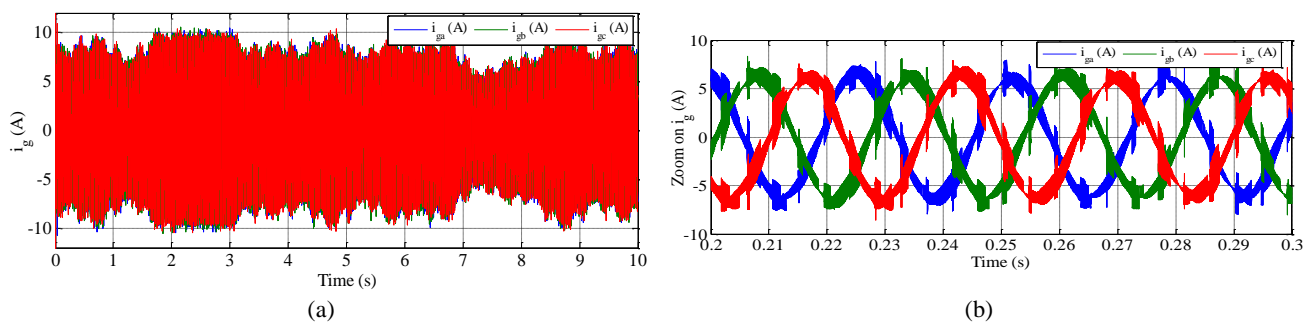 i_ga (A) i_gb (A) i_gc (A)
i_g (A)
10
5
0
-5
-10
0 1 2 3 4 5 6 7 8 9 10
Time (s)
(a)
i_ga (A) i_gb (A) i_gc (A)
Zoom on i_g (A)
10
5
0
-5
-10
0.2 0.21 0.22 0.23 0.24 0.25 0.26 0.27 0.28 0.29 0.3
Time (s)
(b)